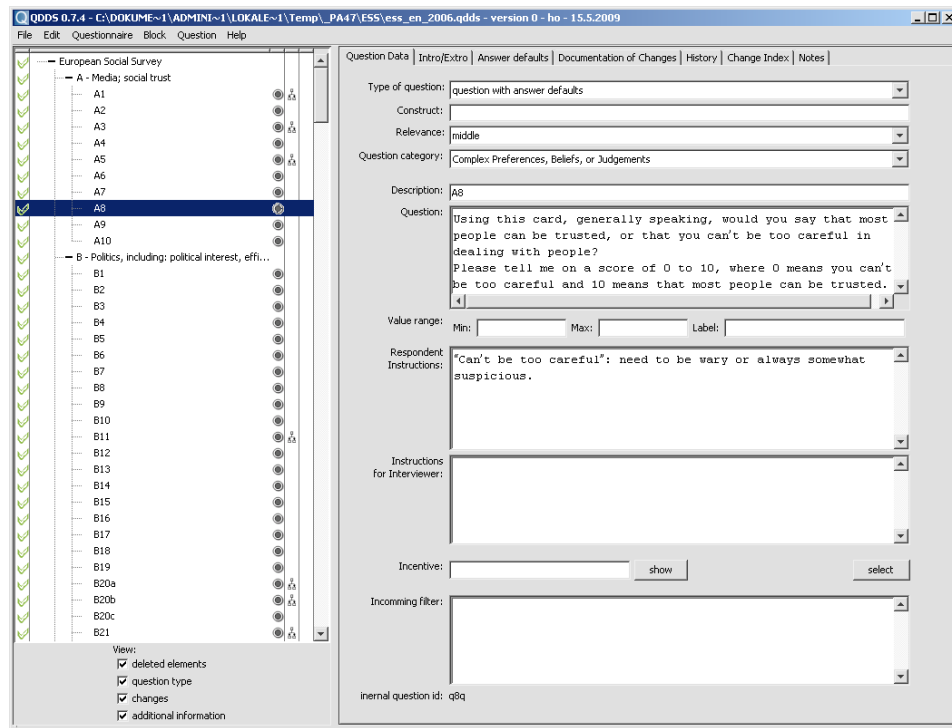 QDDS 0.7.4 - C:\DOKUME~1\ADMINI~1\LOKALE~1\Temp\_PA47\ESS\ess_en_2006.qdds - version 0 - ho - 15.5.2009
File Edit Questionnaire Block Question Help
European Social Survey
A - Media; social trust
A1
A2
A3
A4
A5
A6
A7
A8
A9
A10
B - Politics, including: political interest, effi...
B1
B2
B3
B4
B5
B6
B7
B8
B9
B10
B11
B12
B13
B14
B15
B16
B17
B18
B19
B20a
B20b
B20c
B21
View:
deleted elements
question type
changes
additional information
Question Data Intro/Extro Answer defaults Documentation of Changes History Change Index Notes
Type of question: question with answer defaults
Construct:
Relevance: middle
Question category: Complex Preferences, Beliefs, or Judgements
Description: A8
Question: Using this card, generally speaking, would you say that most
people can be trusted, or that you can't be too careful in
dealing with people?
Please tell me on a score of 0 to 10, where 0 means you can't
be too careful and 10 means that most people can be trusted.
Value range: Min: Max: Label:
Respondent Instructions: "Can't be too careful": need to be wary or always somewhat
suspicious.
Instructions
for Interviewer:
Incentive: show select
Incomming filter:
inernal question id: q8q